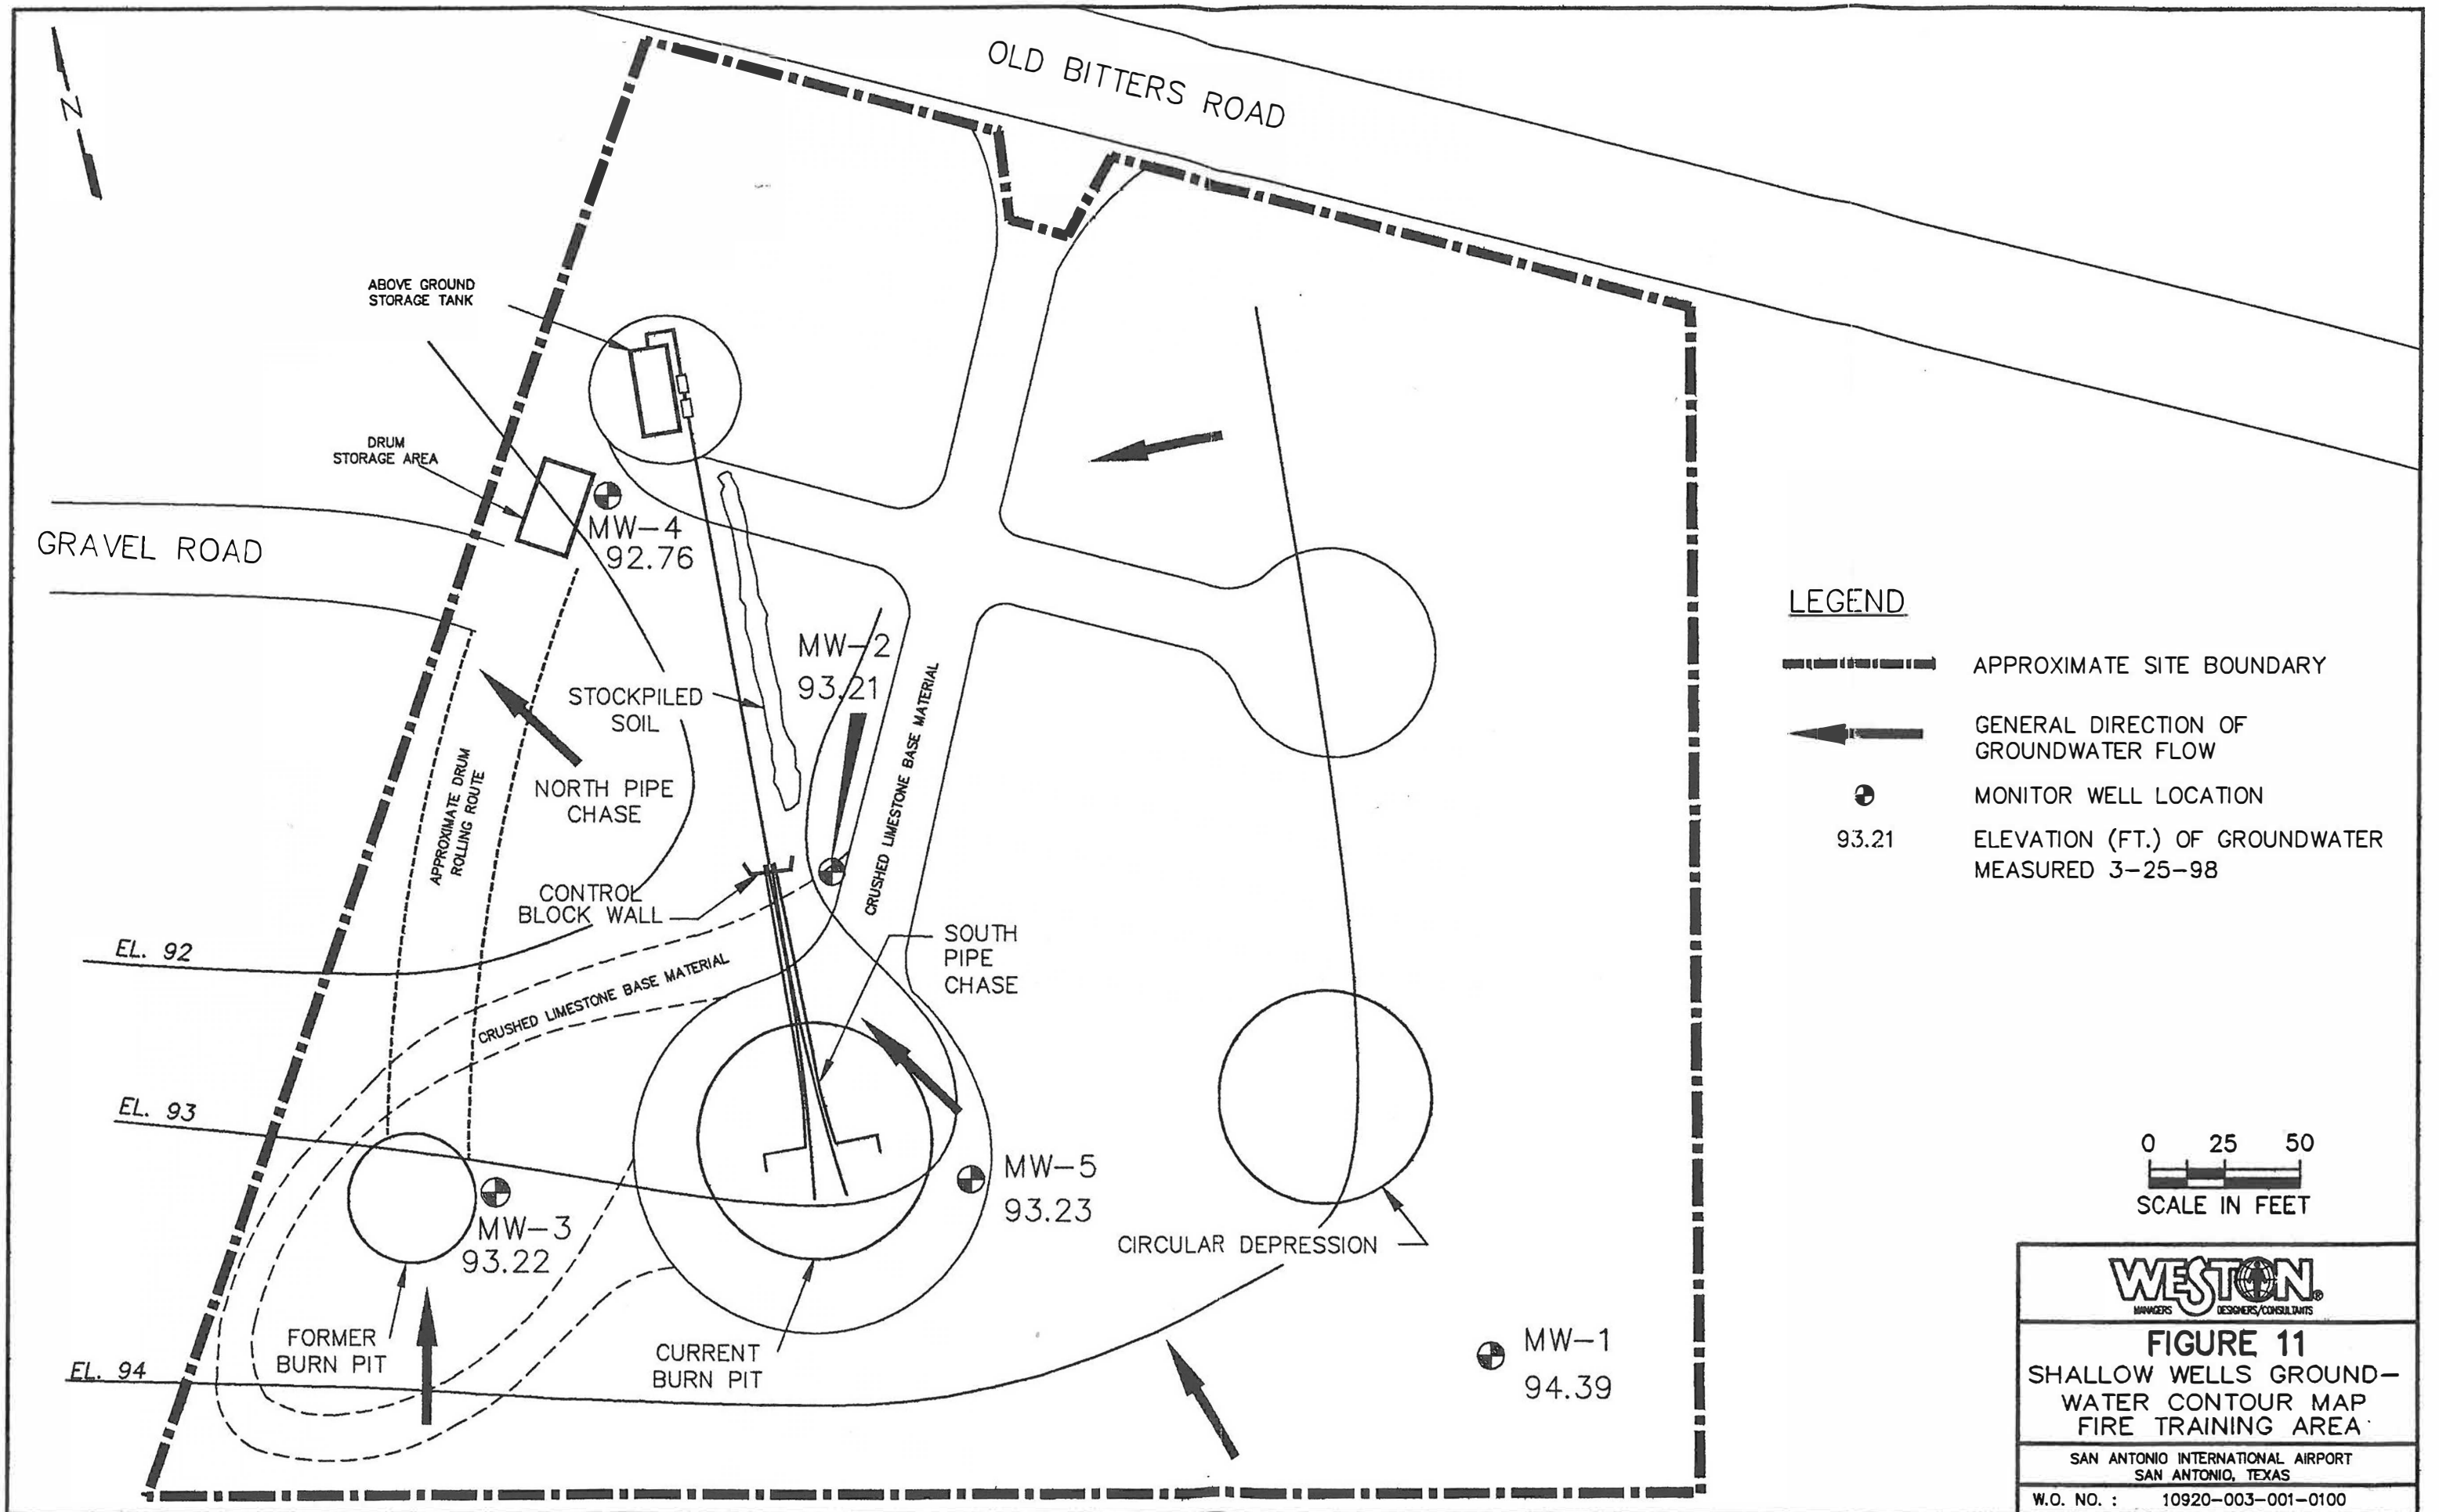 N
OLD BITTERS ROAD
ABOVE GROUND
STORAGE TANK
DRUM
STORAGE AREA
GRAVEL ROAD
MW-4
92.76
MW-2
93.21
STOCKPILED
SOIL
NORTH PIPE
CHASE
APPROXIMATE DRUM
ROLLING ROUTE
CRUSHED LIMESTONE BASE MATERIAL
CONTROL
BLOCK WALL
SOUTH
PIPE
CHASE
EL. 92
CRUSHED LIMESTONE BASE MATERIAL
EL. 93
MW-3
93.22
MW-5
93.23
CIRCULAR DEPRESSION
FORMER
BURN PIT
CURRENT
BURN PIT
EL. 94
MW-1
94.39
LEGEND
APPROXIMATE SITE BOUNDARY
GENERAL DIRECTION OF
GROUNDWATER FLOW
MONITOR WELL LOCATION
93.21 ELEVATION (FT.) OF GROUNDWATER
MEASURED 3-25-98
0 25 50
SCALE IN FEET
WESTON®
MANAGERS DESIGNERS/CONSULTANTS
FIGURE 11
SHALLOW WELLS GROUND-
WATER CONTOUR MAP
FIRE TRAINING AREA
SAN ANTONIO INTERNATIONAL AIRPORT
SAN ANTONIO, TEXAS
W.O. NO. : 10920-003-001-0100